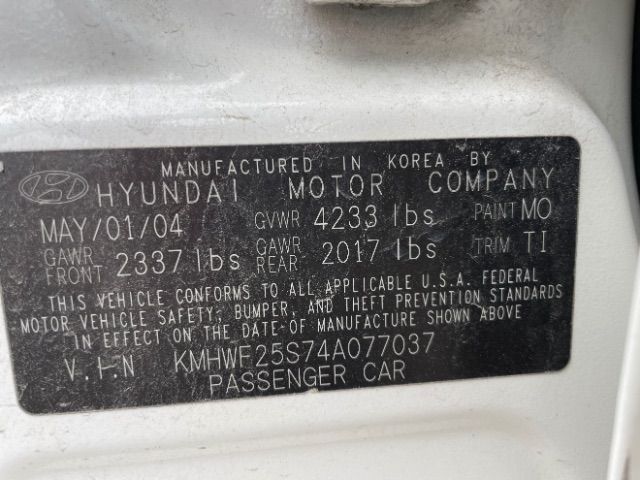 MANUFACTURED IN KOREA BY
HYUNDAI MOTOR COMPANY
MAY/01/04 GVWR 4233 lbs PAINT MO
GAWR FRONT 2337 lbs GAWR REAR 2017 lbs TRIM TI
THIS VEHICLE CONFORMS TO ALL APPLICABLE U.S.A. FEDERAL
MOTOR VEHICLE SAFETY, BUMPER, AND THEFT PREVENTION STANDARDS
IN EFFECT ON THE DATE OF MANUFACTURE SHOWN ABOVE
V.I.N KMHWF25S74A077037
PASSENGER CAR